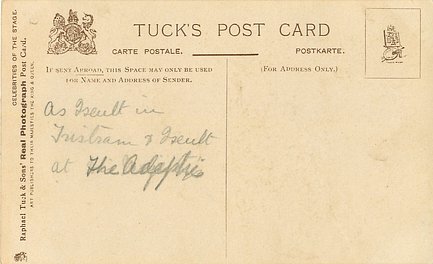 TUCK'S POST CARD
CARTE POSTALE. POSTKARTE.
IF SENT ABROAD, THIS SPACE MAY ONLY BE USED
FOR NAME AND ADDRESS OF SENDER.
(FOR ADDRESS ONLY.)
As Iseult in
Tristram & Iseult
at The Adelphi
CELEBRITIES OF THE STAGE.
Raphael Tuck & Sons' Real Photograph Post Card.
ART PUBLISHERS TO THEIR MAJESTIES THE KING & QUEEN.